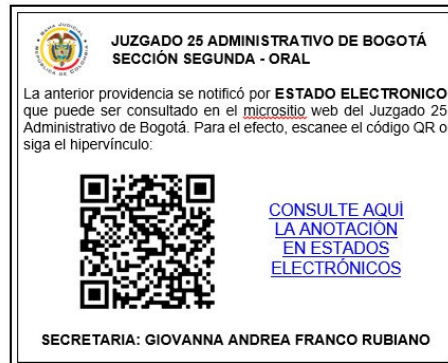 JUZGADO 25 ADMINISTRATIVO DE BOGOTÁ
SECCIÓN SEGUNDA - ORAL
La anterior providencia se notificó por ESTADO ELECTRONICO
que puede ser consultado en el micrositio web del Juzgado 25
Administrativo de Bogotá. Para el efecto, escanee el código QR o
siga el hipervínculo:
CONSULTE AQUÍ
LA ANOTACIÓN
EN ESTADOS
ELECTRÓNICOS
SECRETARIA: GIOVANNA ANDREA FRANCO RUBIANO